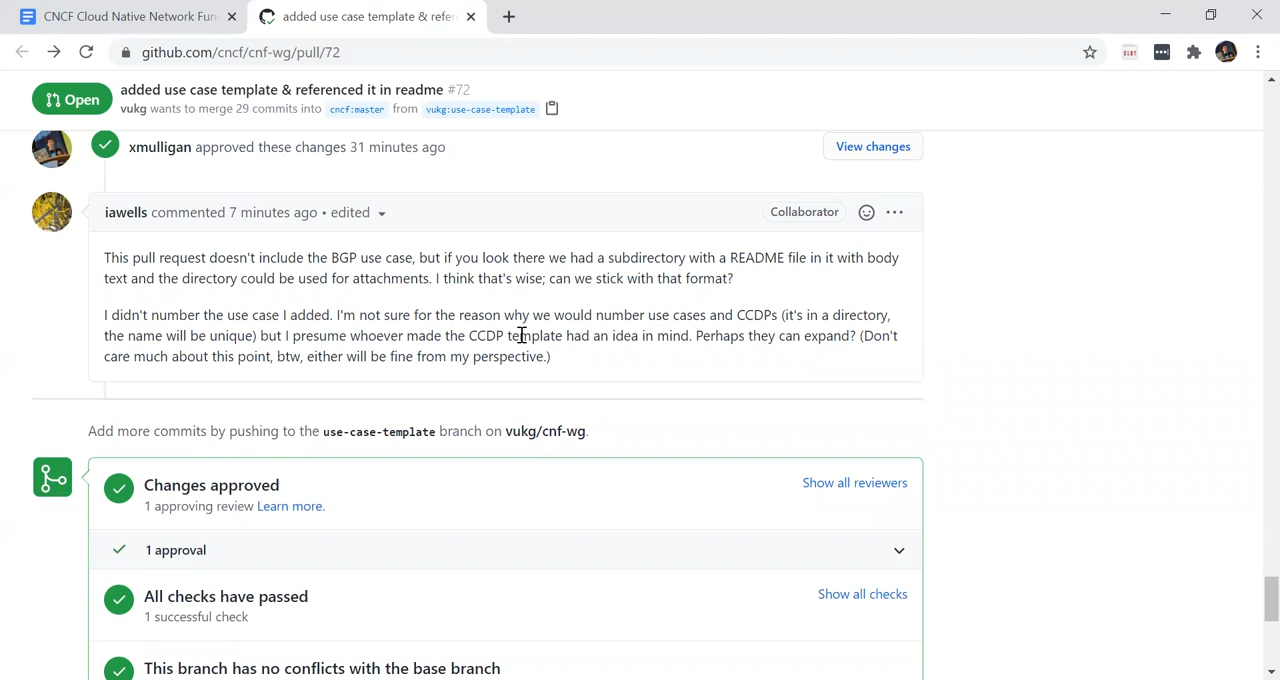 CNCF Cloud Native Network Fun
added use case template & refer
github.com/cncf/cnf-wg/pull/72
Open
added use case template & referenced it in readme #72
vukg wants to merge 29 commits into cncf:master from vukg:use-case-template
xmulligan approved these changes 31 minutes ago
View changes
iawells commented 7 minutes ago • edited
Collaborator
This pull request doesn't include the BGP use case, but if you look there we had a subdirectory with a README file in it with body
text and the directory could be used for attachments. I think that's wise; can we stick with that format?
I didn't number the use case I added. I'm not sure for the reason why we would number use cases and CCDPs (it's in a directory,
the name will be unique) but I presume whoever made the CCDP template had an idea in mind. Perhaps they can expand? (Don't
care much about this point, btw, either will be fine from my perspective.)
Add more commits by pushing to the use-case-template branch on vukg/cnf-wg.
Changes approved
Show all reviewers
1 approving review Learn more.
1 approval
All checks have passed
Show all checks
1 successful check
This branch has no conflicts with the base branch